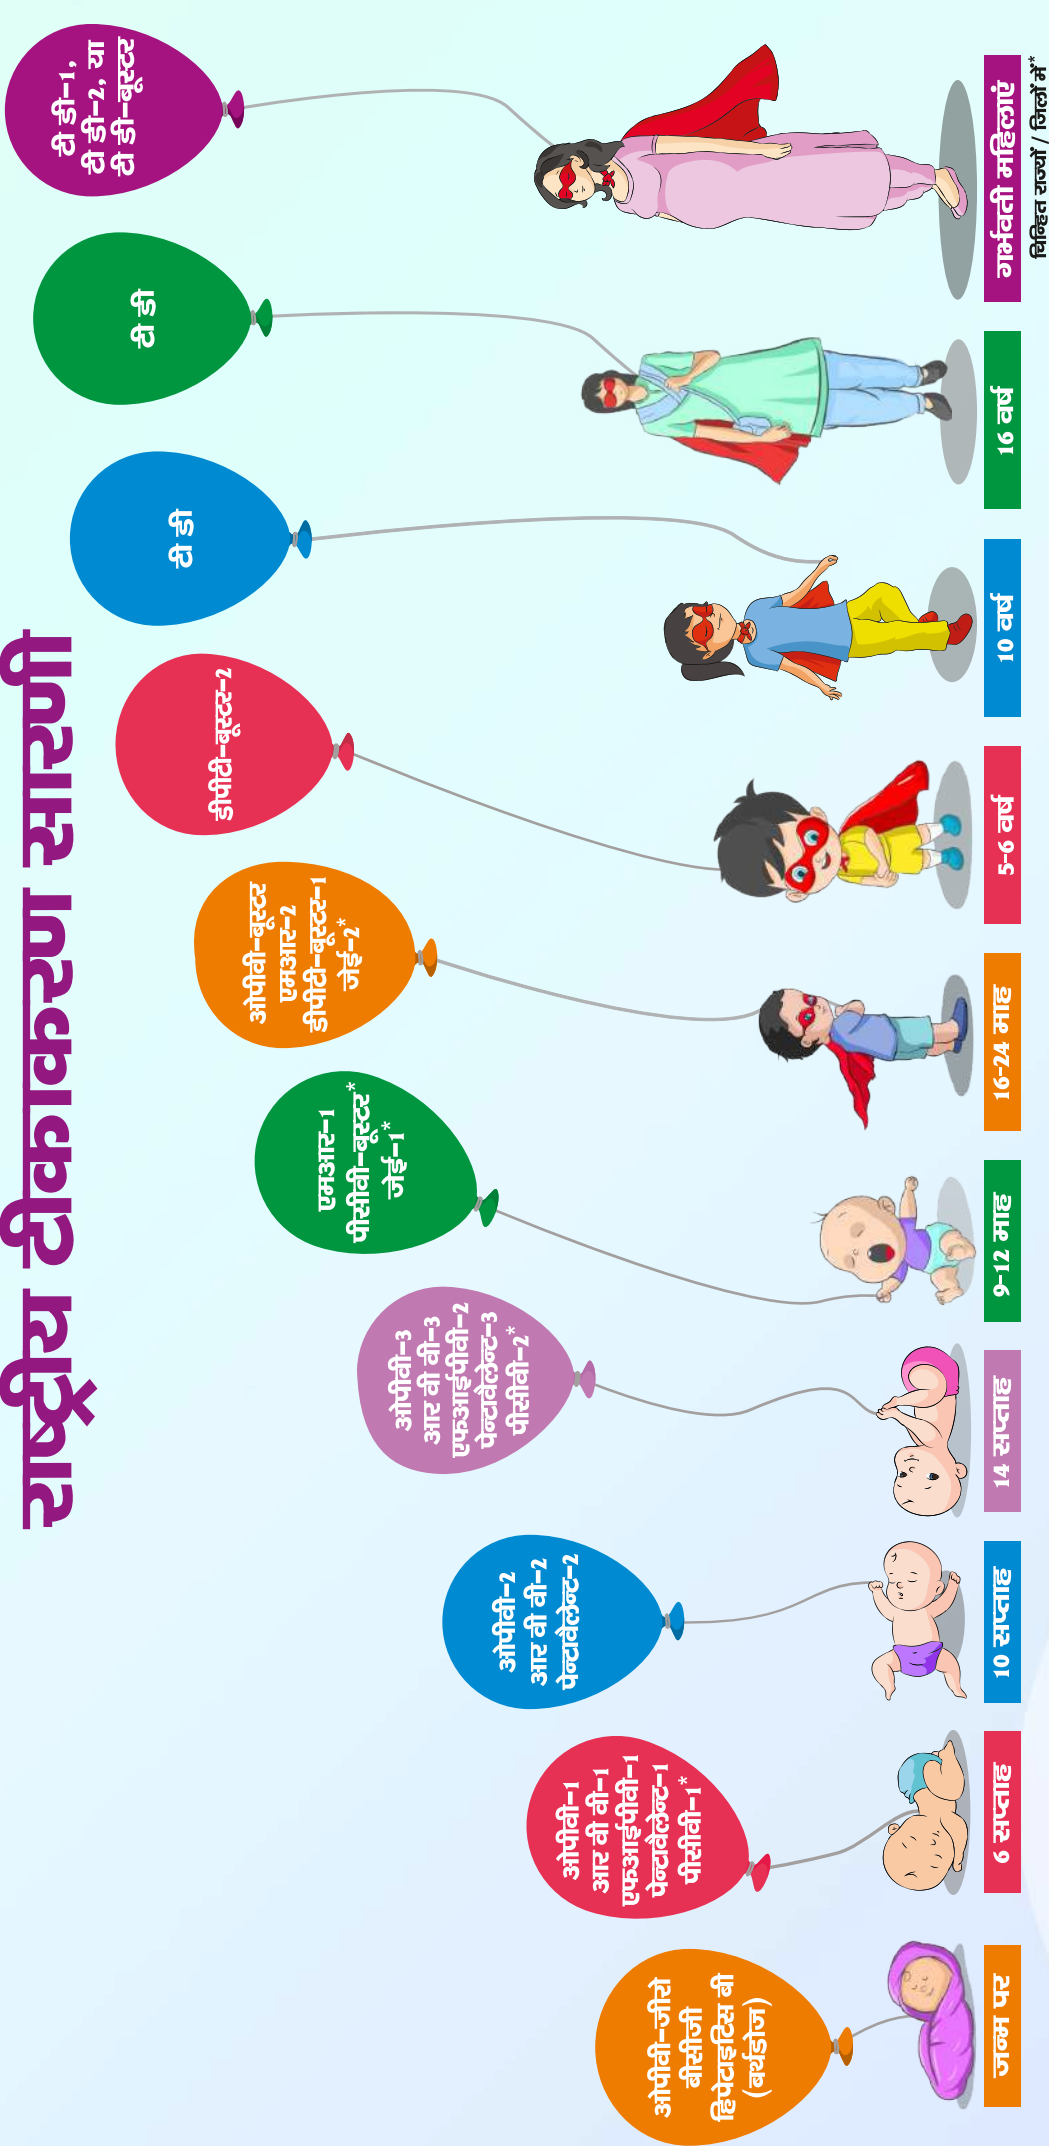 राष्ट्रीय टीकाकरण सारणी
ओपीवी-जीरो
बीसीजी
हिपेटाइटिस बी
(बर्थडोज)
जन्म पर
ओपीवी-1
आर वी वी-1
एफआईपीवी-1
पेन्टावैलेन्ट-1
पीसीवी-1*
6 सप्ताह
ओपीवी-2
आर वी वी-2
पेन्टावैलेन्ट-2
10 सप्ताह
ओपीवी-3
आर वी वी-3
एफआईपीवी-2
पेन्टावैलेन्ट-3
पीसीवी-2*
14 सप्ताह
एमआर-1
पीसीवी-बूस्टर*
जेई-1*
9-12 माह
ओपीवी-बूस्टर
एमआर-2
डीपीटी-बूस्टर-1
जेई-2*
16-24 माह
डीपीटी-बूस्टर-2
5-6 वर्ष
टी डी
10 वर्ष
टी डी
16 वर्ष
टी डी-1,
टी डी-2, या
टी डी-बूस्टर
गर्भवती महिलाएं
चिन्हित राज्यों / जिलों में*